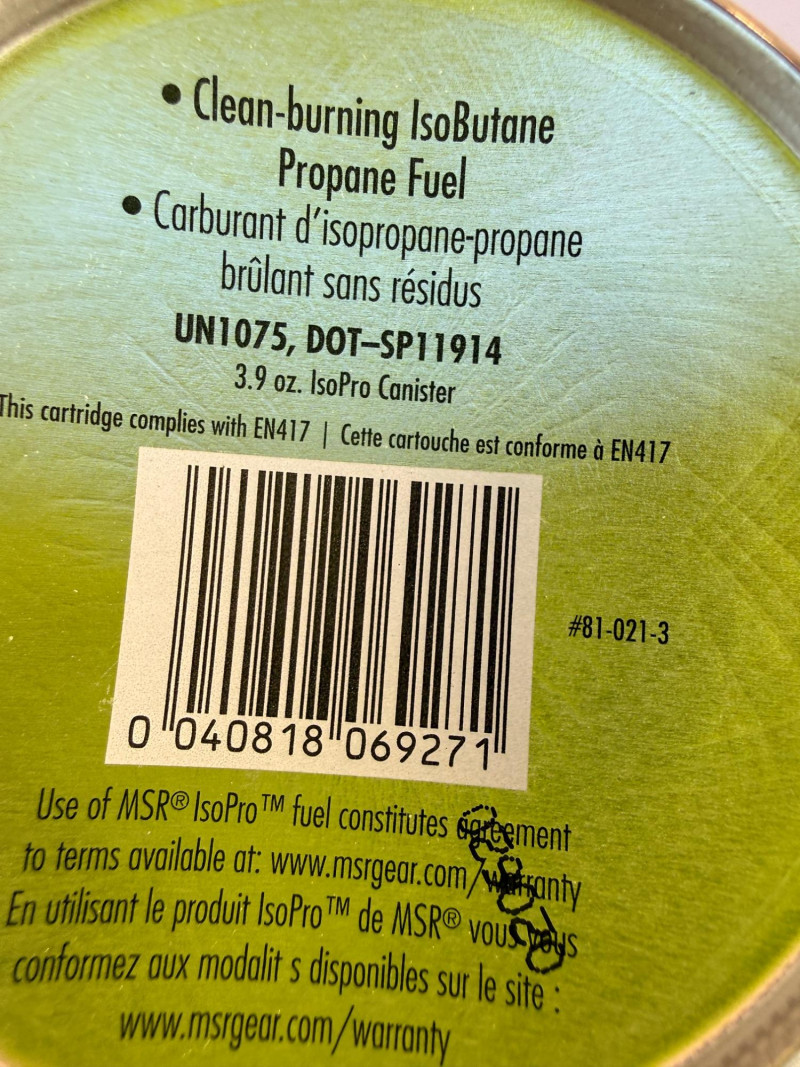 • Clean-burning IsoButane
Propane Fuel
• Carburant d'isopropane-propane
brûlant sans résidus
UN1075, DOT–SP11914
3.9 oz. IsoPro Canister
This cartridge complies with EN417 | Cette cartouche est conforme à EN417
#81-021-3
0 040818 069271
Use of MSR® IsoPro™ fuel constitutes agreement
to terms available at: www.msrgear.com/warranty
En utilisant le produit IsoPro™ de MSR® vous vous
conformez aux modalit s disponibles sur le site :
www.msrgear.com/warranty